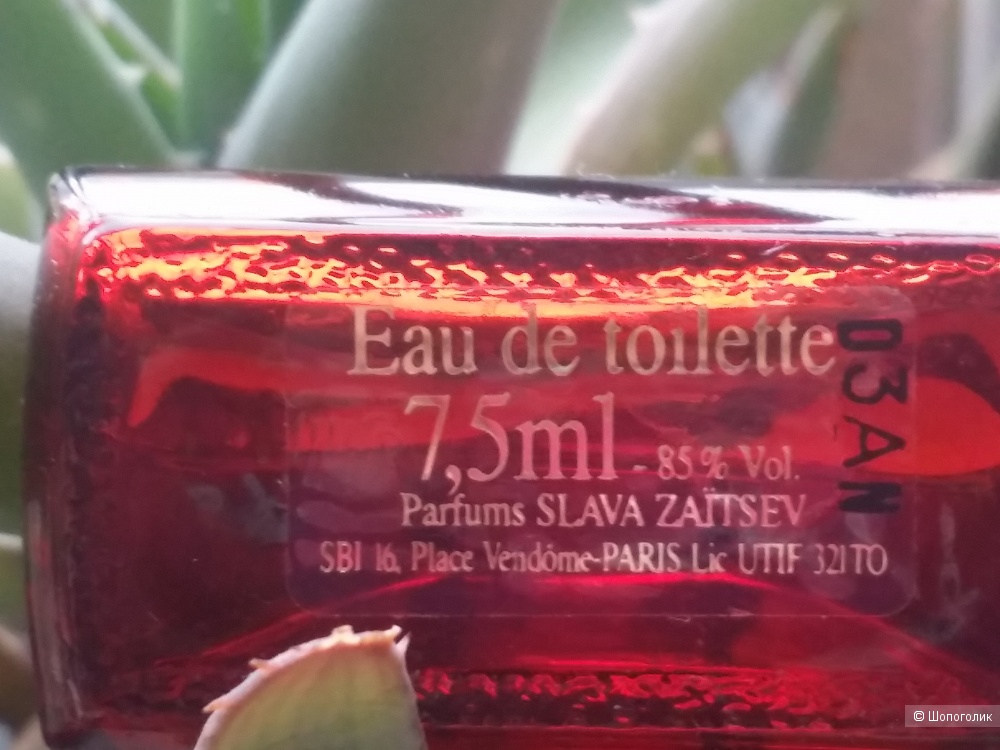 Eau de toilette
7,5ml - 85% Vol.
Parfums SLAVA ZAÏTSEV
SBI 16, Place Vendôme-PARIS Lic UTIF 321TO
D3AN
© Шопоголик